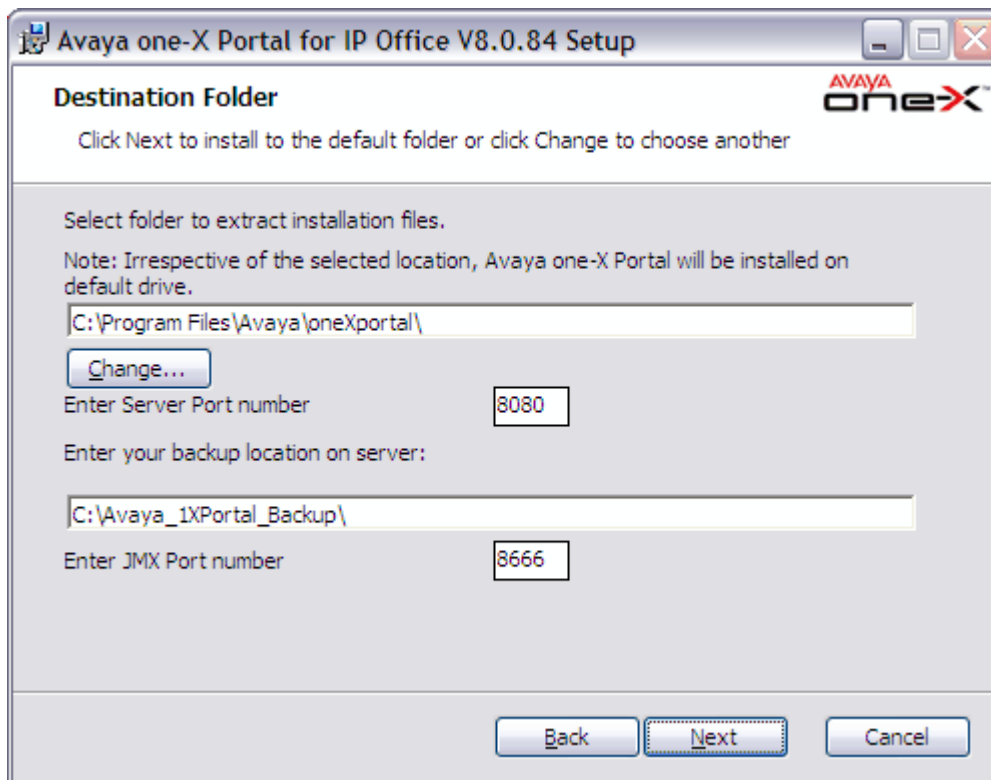 Avaya one-X Portal for IP Office V8.0.84 Setup
Destination Folder
AVAYA
one-X™
Click Next to install to the default folder or click Change to choose another
Select folder to extract installation files.
Note: Irrespective of the selected location, Avaya one-X Portal will be installed on
default drive.
C:\Program Files\Avaya\oneXportal\
Change...
Enter Server Port number
8080
Enter your backup location on server:
C:\Avaya_1XPortal_Backup\
Enter JMX Port number
8666
Back
Next
Cancel